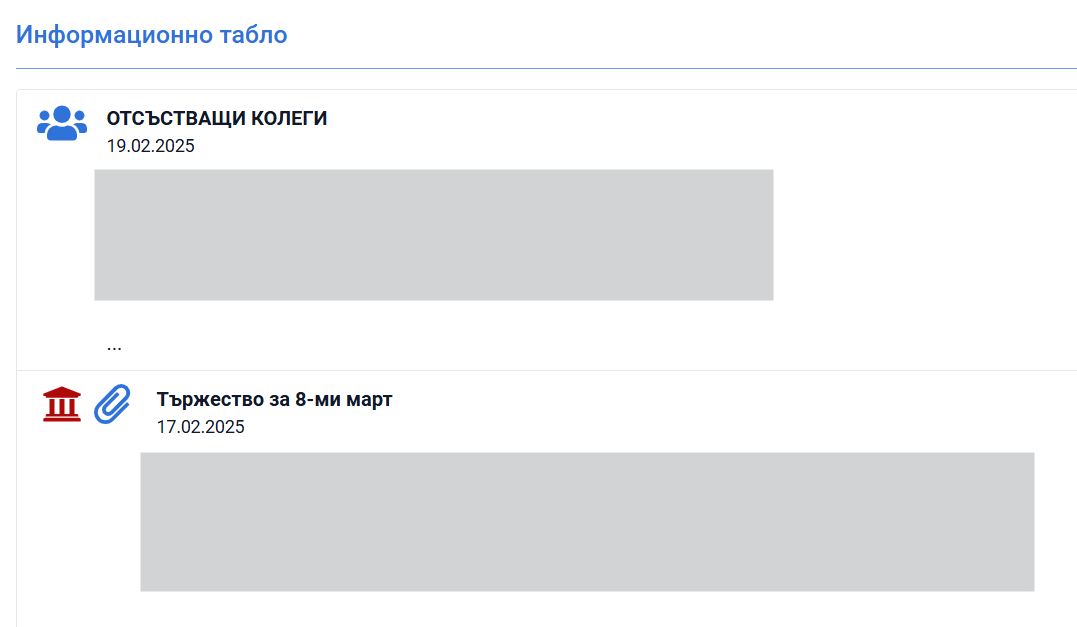 Информационно табло
ОТСЪСТВАЩИ КОЛЕГИ
19.02.2025
...
Тържество за 8-ми март
17.02.2025